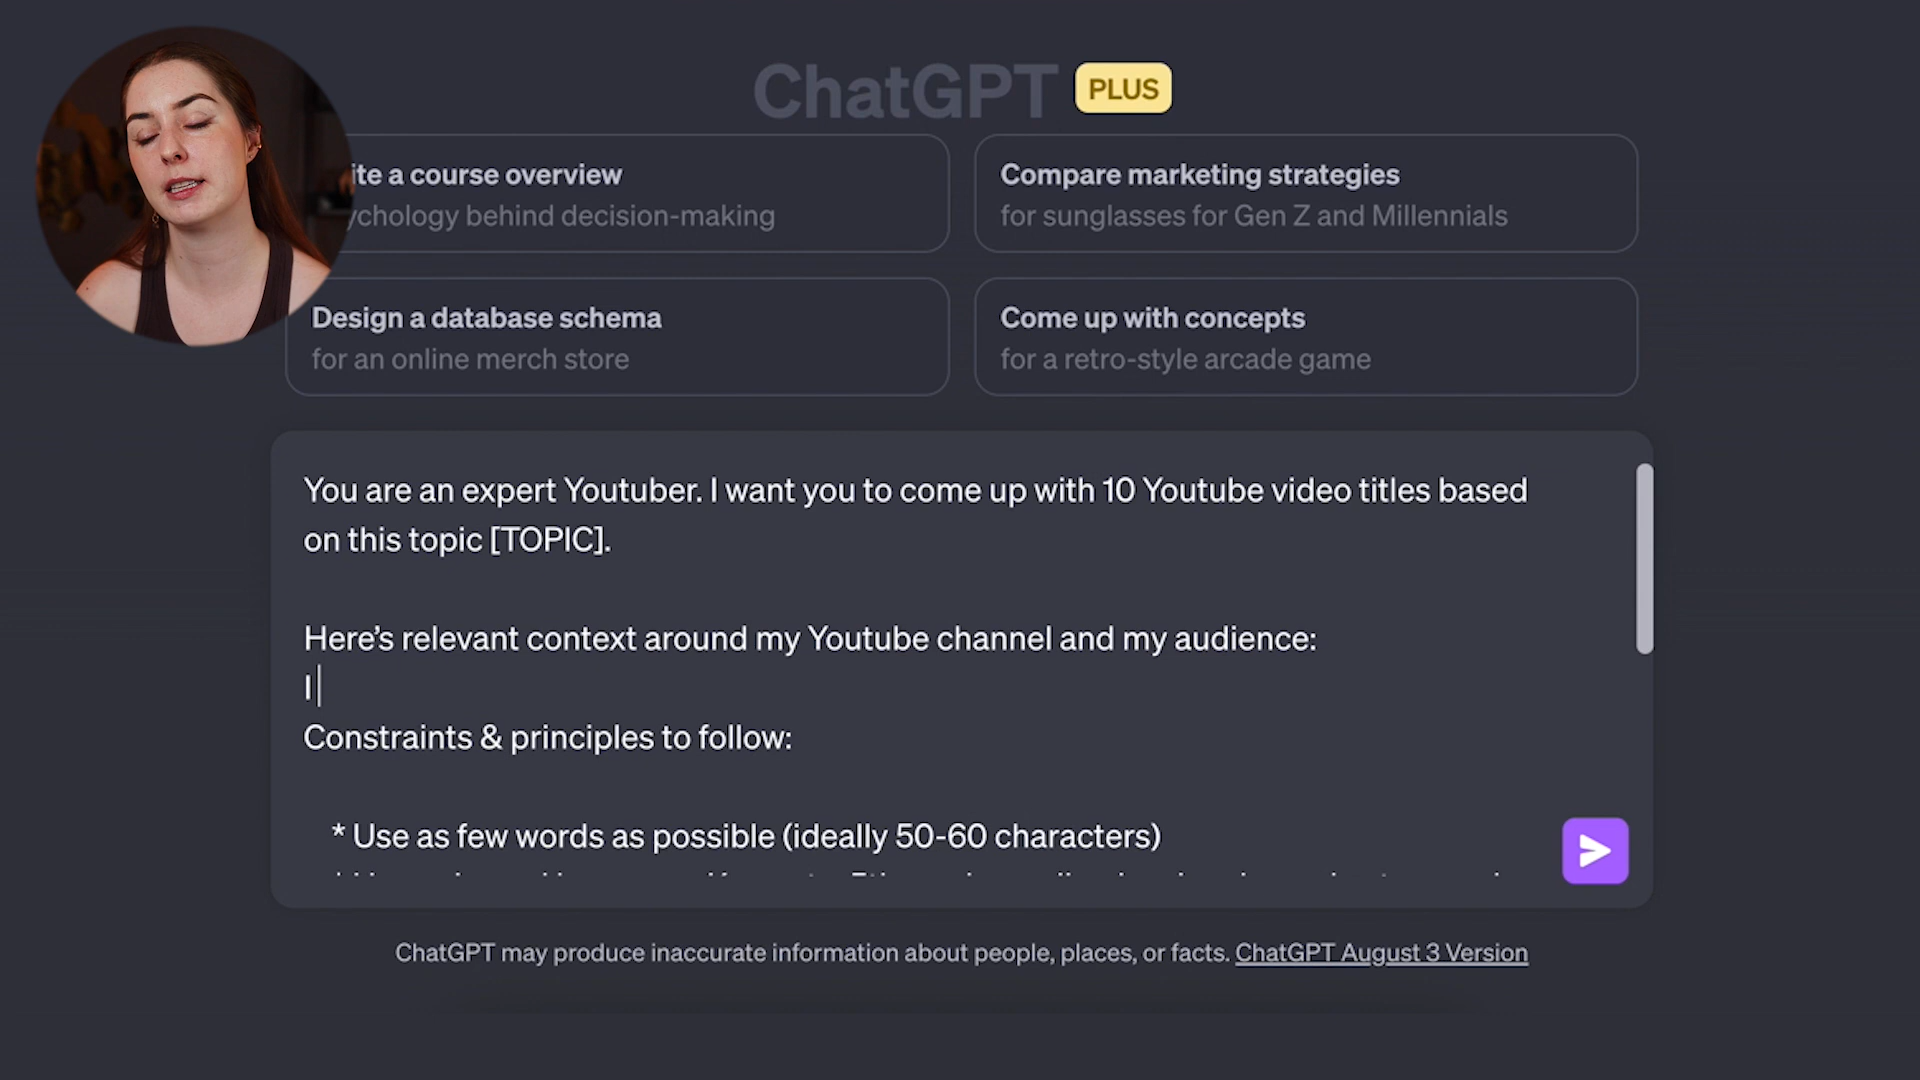 ChatGPT PLUS
ite a course overview
ychology behind decision-making
Compare marketing strategies
for sunglasses for Gen Z and Millennials
Design a database schema
for an online merch store
Come up with concepts
for a retro-style arcade game
You are an expert Youtuber. I want you to come up with 10 Youtube video titles based
on this topic [TOPIC].
Here’s relevant context around my Youtube channel and my audience:
I
Constraints & principles to follow:
* Use as few words as possible (ideally 50-60 characters)
ChatGPT may produce inaccurate information about people, places, or facts. ChatGPT August 3 Version